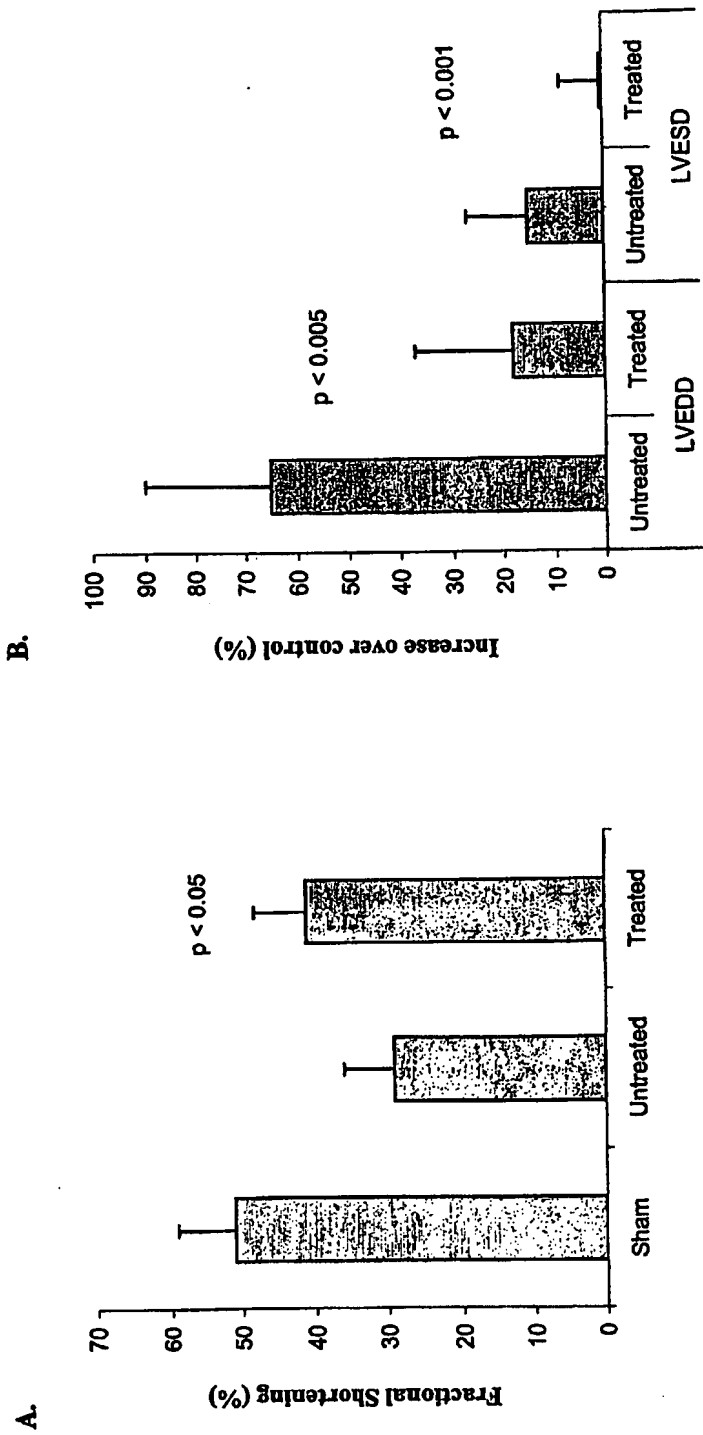 A.
Fractional Shortening (%)
70
60
50
40
30
20
10
0
p < 0.05
Sham Untreated Treated
B.
Increase over control (%)
100
90
80
70
60
50
40
30
20
10
0
p < 0.005
p < 0.001
Untreated Treated Untreated Treated
LVEDD LVESD